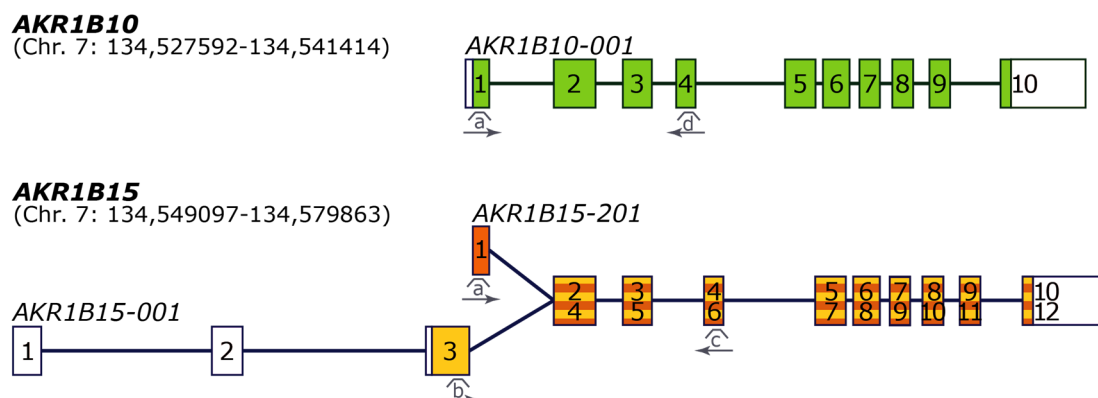 AKR1B10
(Chr. 7: 134,527592-134,541414)
AKR1B10-001
1 2 3 4 5 6 7 8 9 10
a d
AKR1B15
(Chr. 7: 134,549097-134,579863)
AKR1B15-201
1
a
2 3 4 5 6 7 8 9 10
4 5 6 7 8 9 10 11 12
AKR1B15-001
1 2 3
c
b